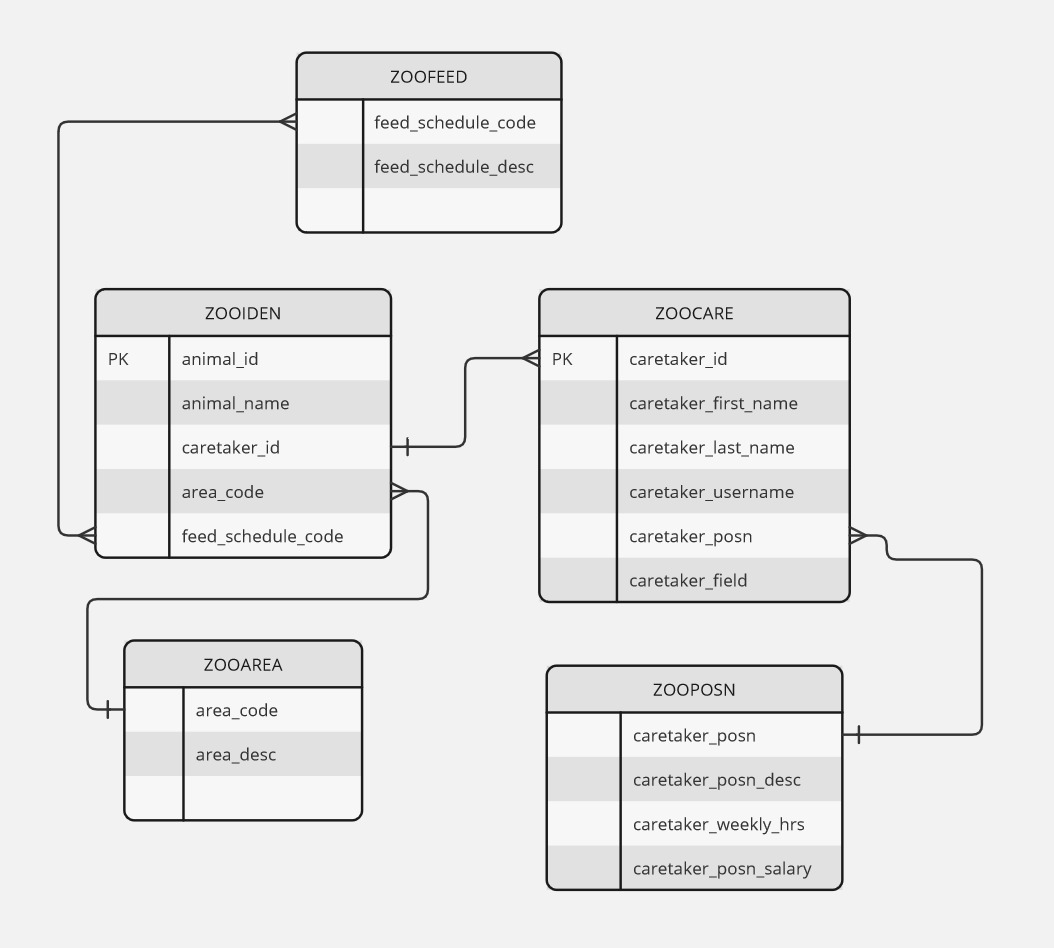 ZOOFEED
feed_schedule_code
feed_schedule_desc
ZOOIDEN
PK animal_id
animal_name
caretaker_id
area_code
feed_schedule_code
ZOOCARE
PK caretaker_id
caretaker_first_name
caretaker_last_name
caretaker_username
caretaker_posn
caretaker_field
ZOOAREA
area_code
area_desc
ZOOPOSN
caretaker_posn
caretaker_posn_desc
caretaker_weekly_hrs
caretaker_posn_salary